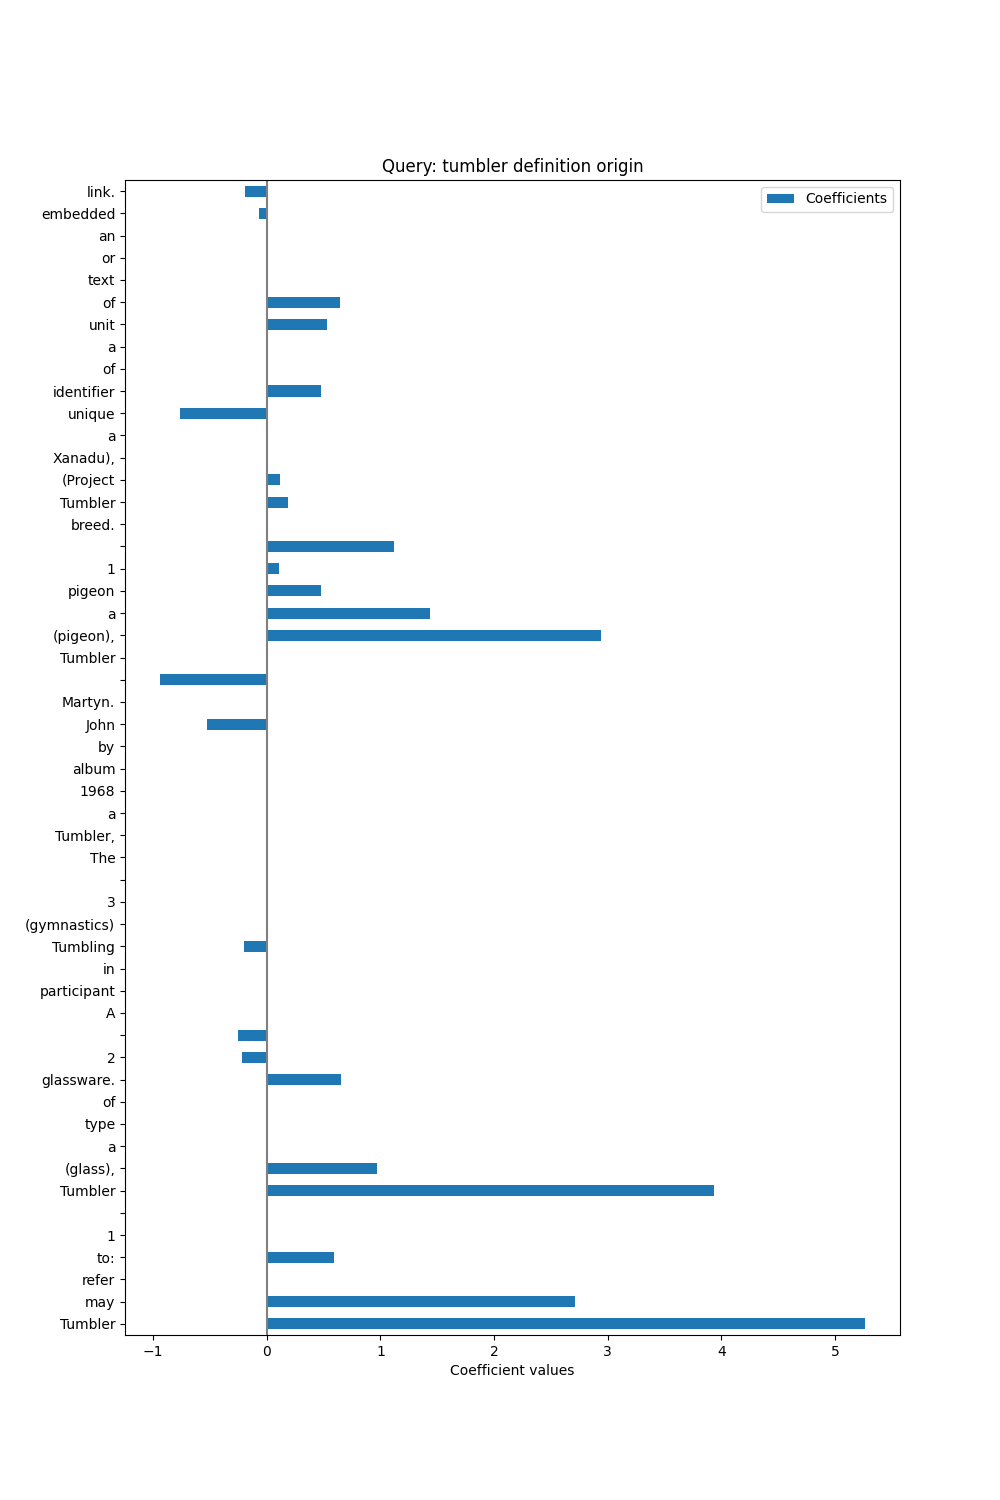 Query: tumbler definition origin
Coefficients
link.
embedded
an
or
text
of
unit
a
of
identifier
unique
a
Xanadu),
(Project
Tumbler
breed.
1
pigeon
a
(pigeon),
Tumbler
Martyn.
John
by
album
1968
a
Tumbler,
The
3
(gymnastics)
Tumbling
in
participant
A
2
glassware.
of
type
a
(glass),
Tumbler
1
to:
refer
may
Tumbler
−1 0 1 2 3 4 5
Coefficient values